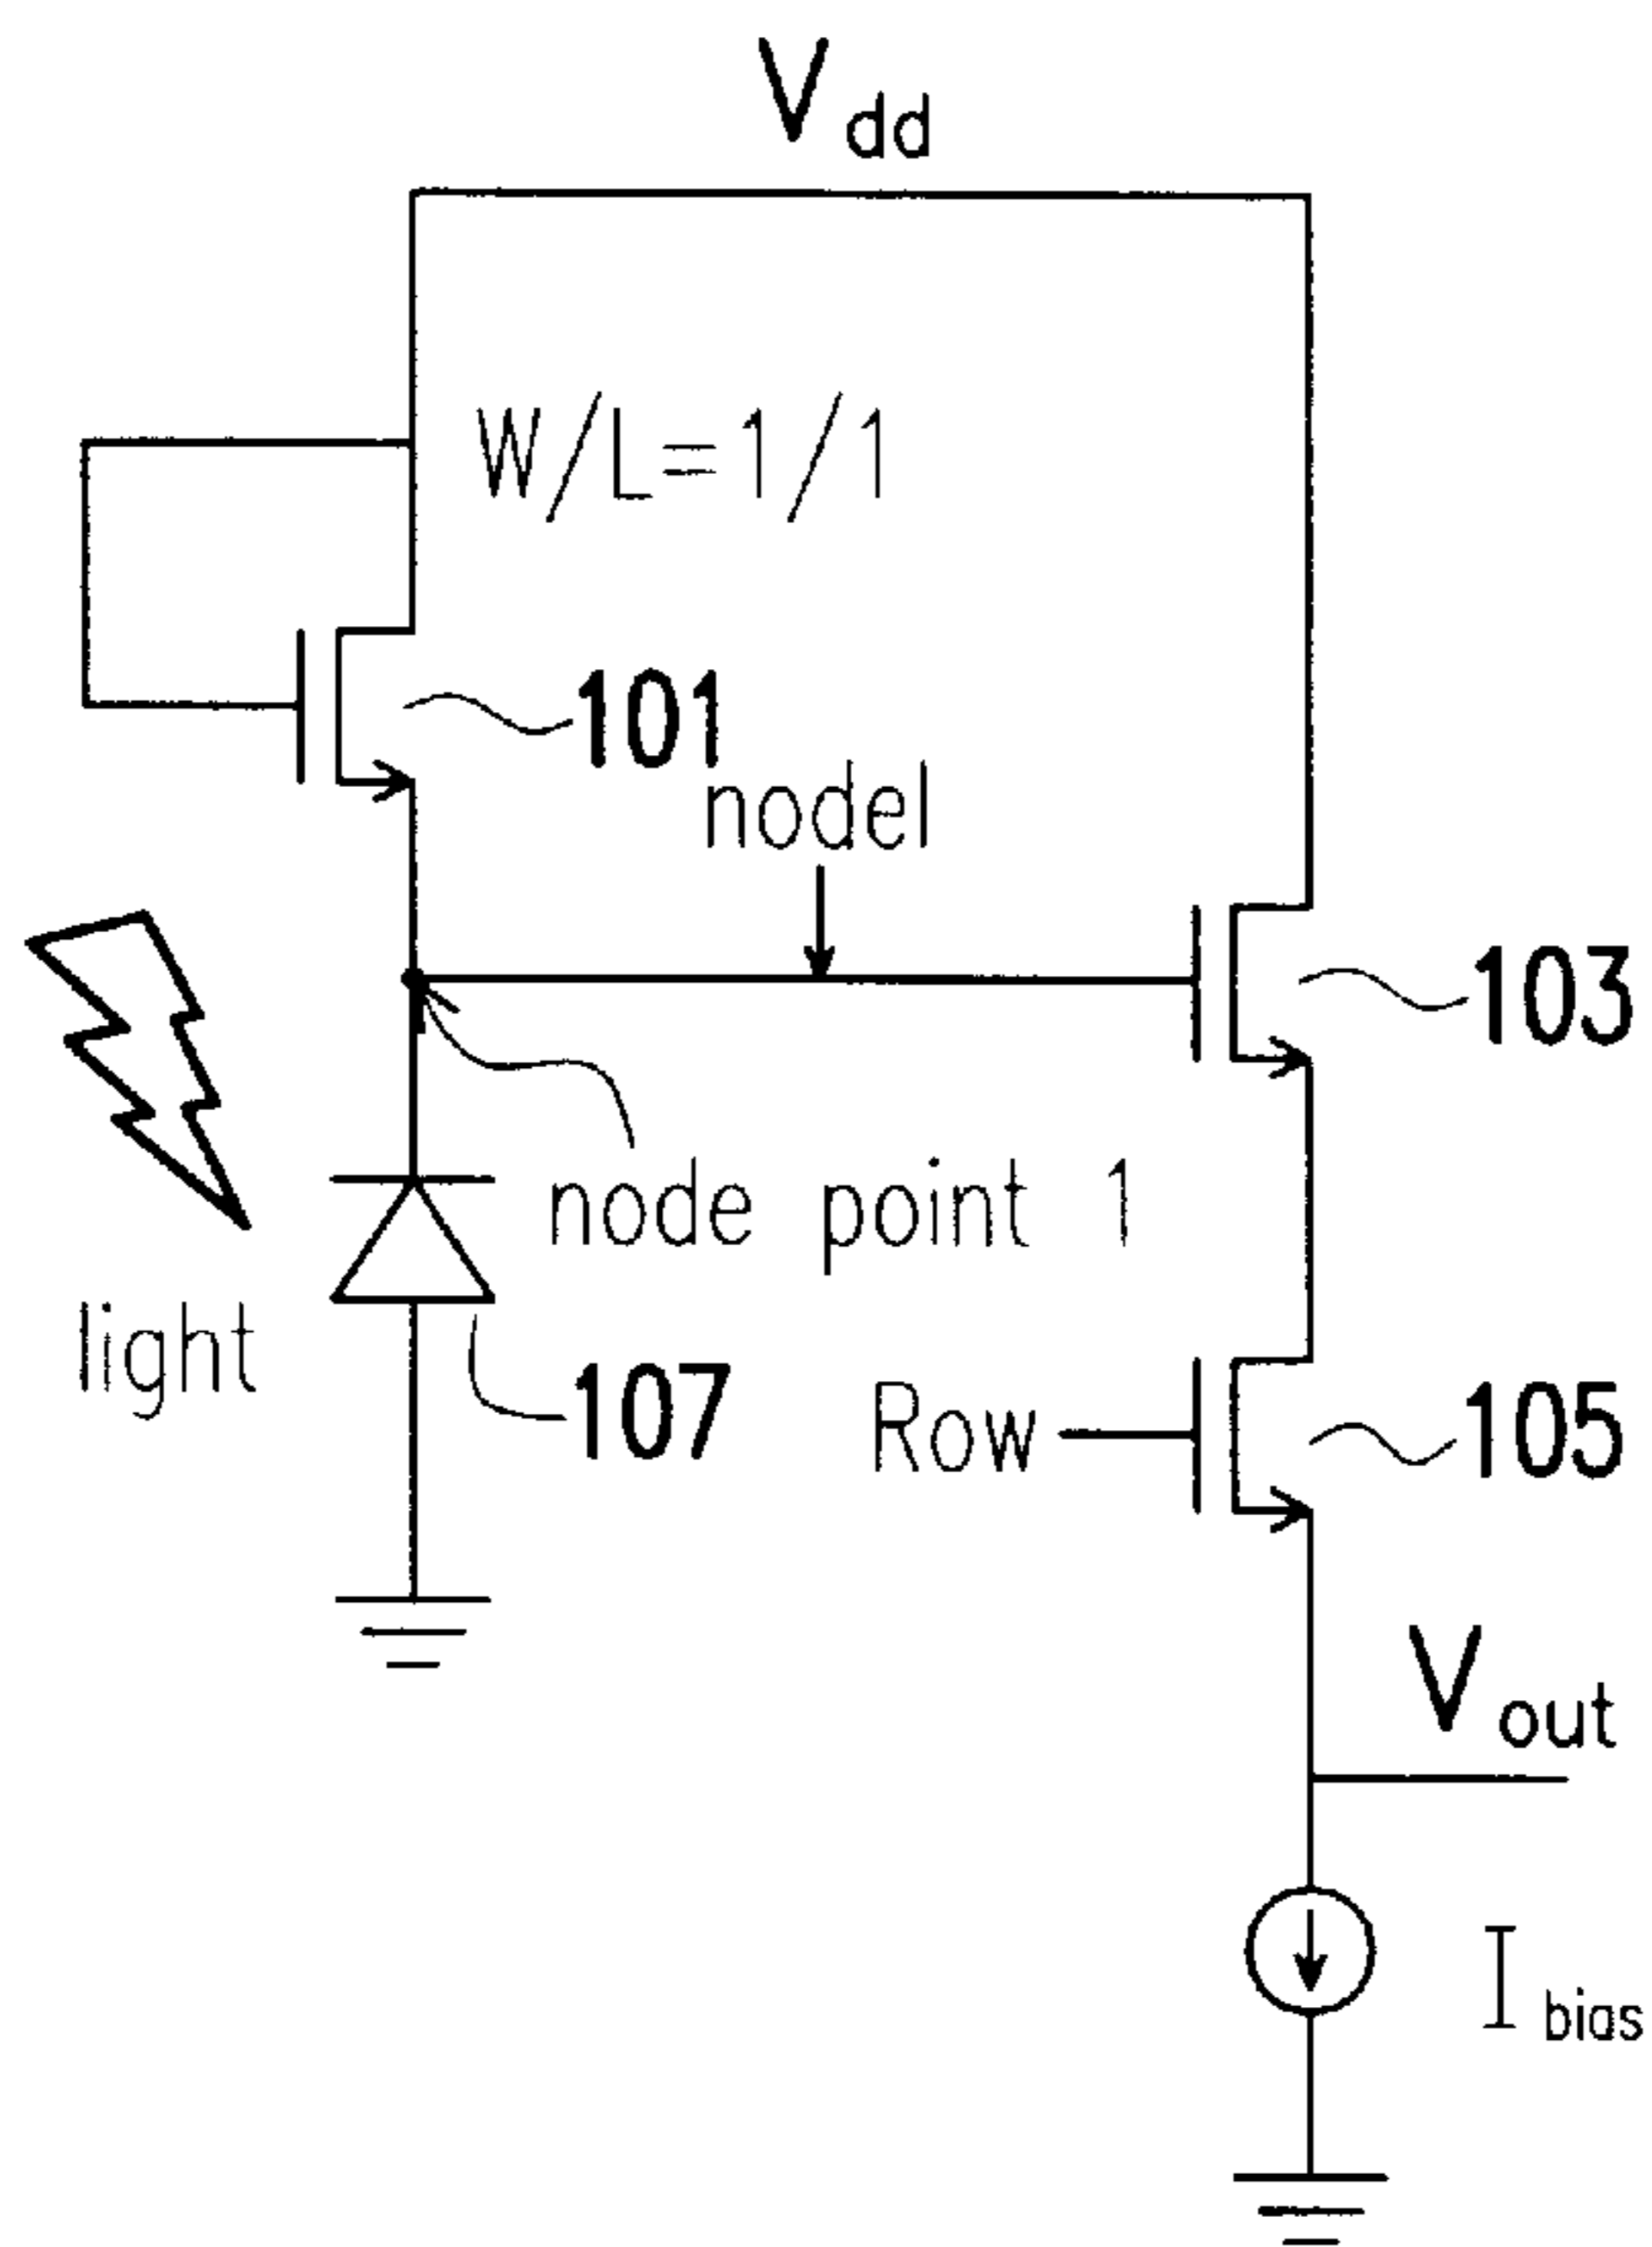 Vdd
W/L=1/1
101
nodel
103
node point 1
light
107
Row
105
Vout
Ibias